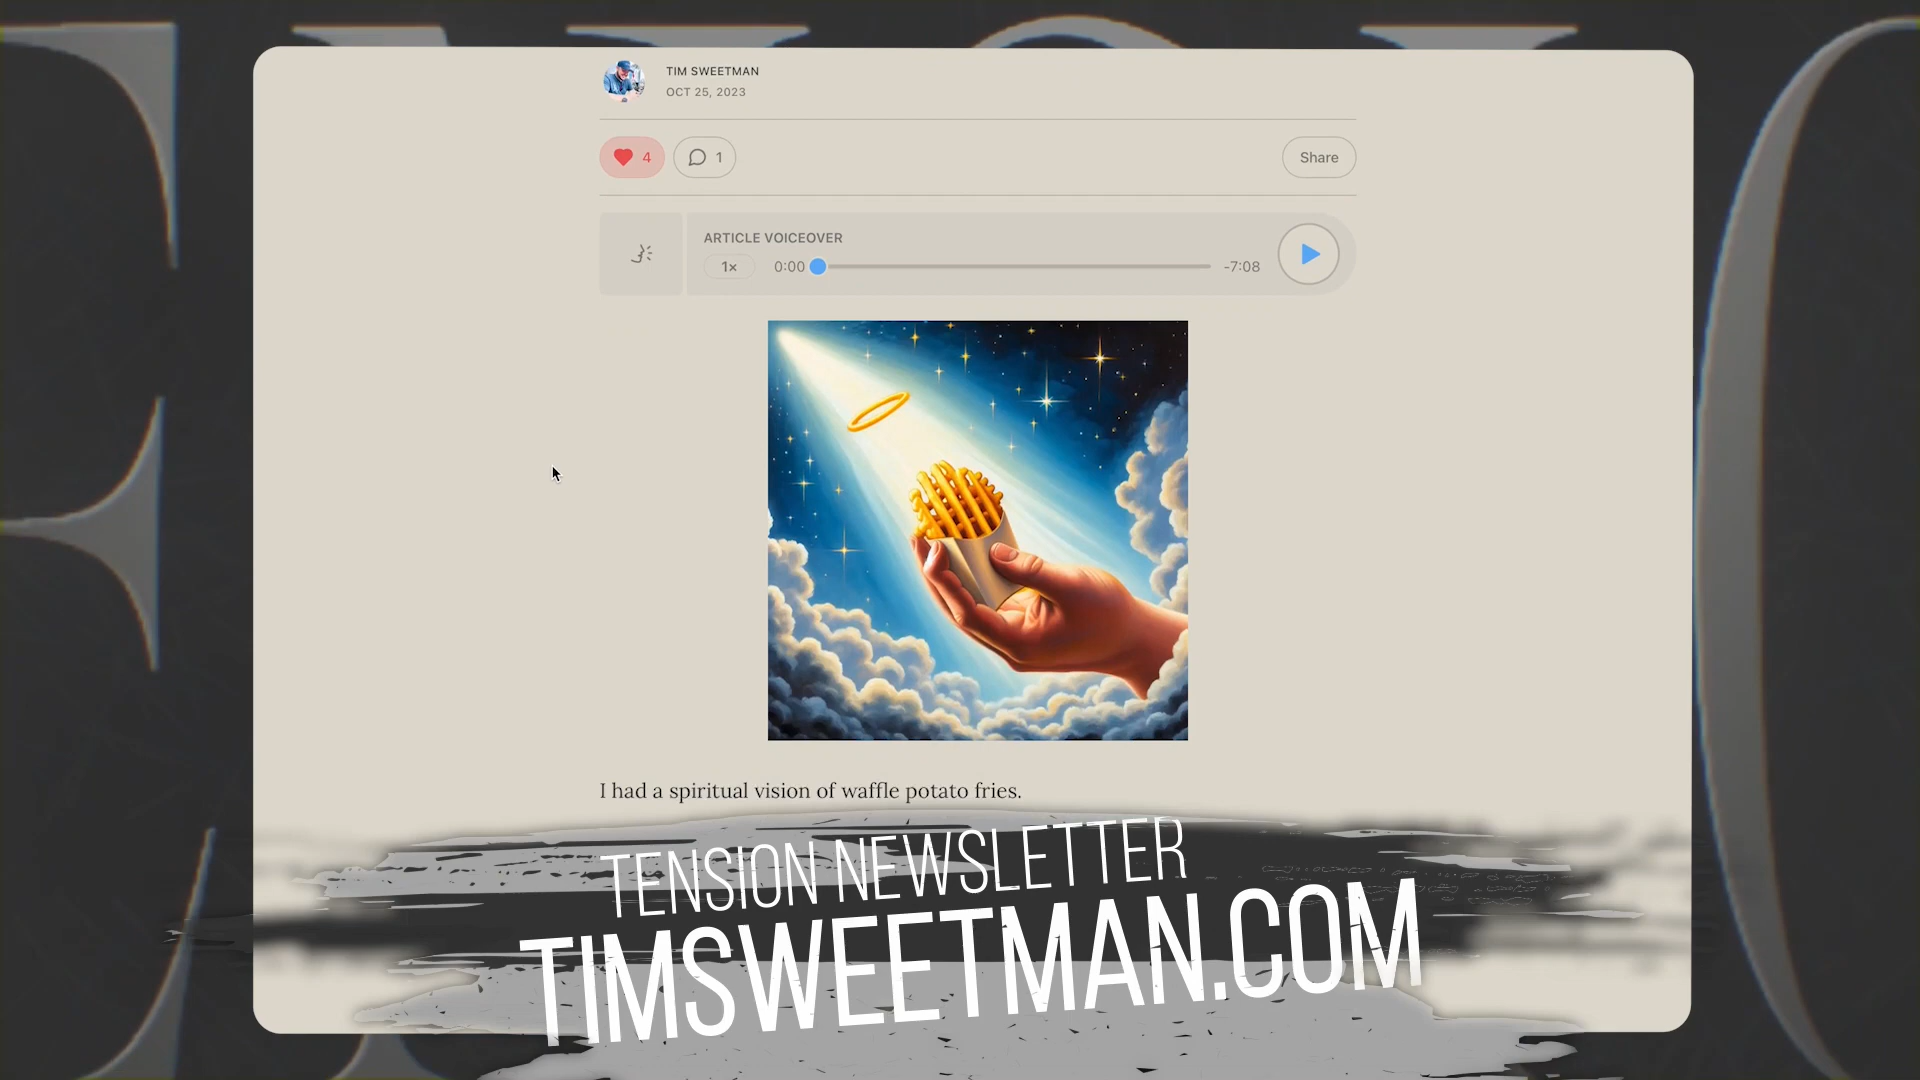 TIM SWEETMAN
OCT 25, 2023
4
1
Share
ARTICLE VOICEOVER
1×
0:00
-7:08
I had a spiritual vision of waffle potato fries.
TENSION NEWSLETTER
TIMSWEETMAN.COM